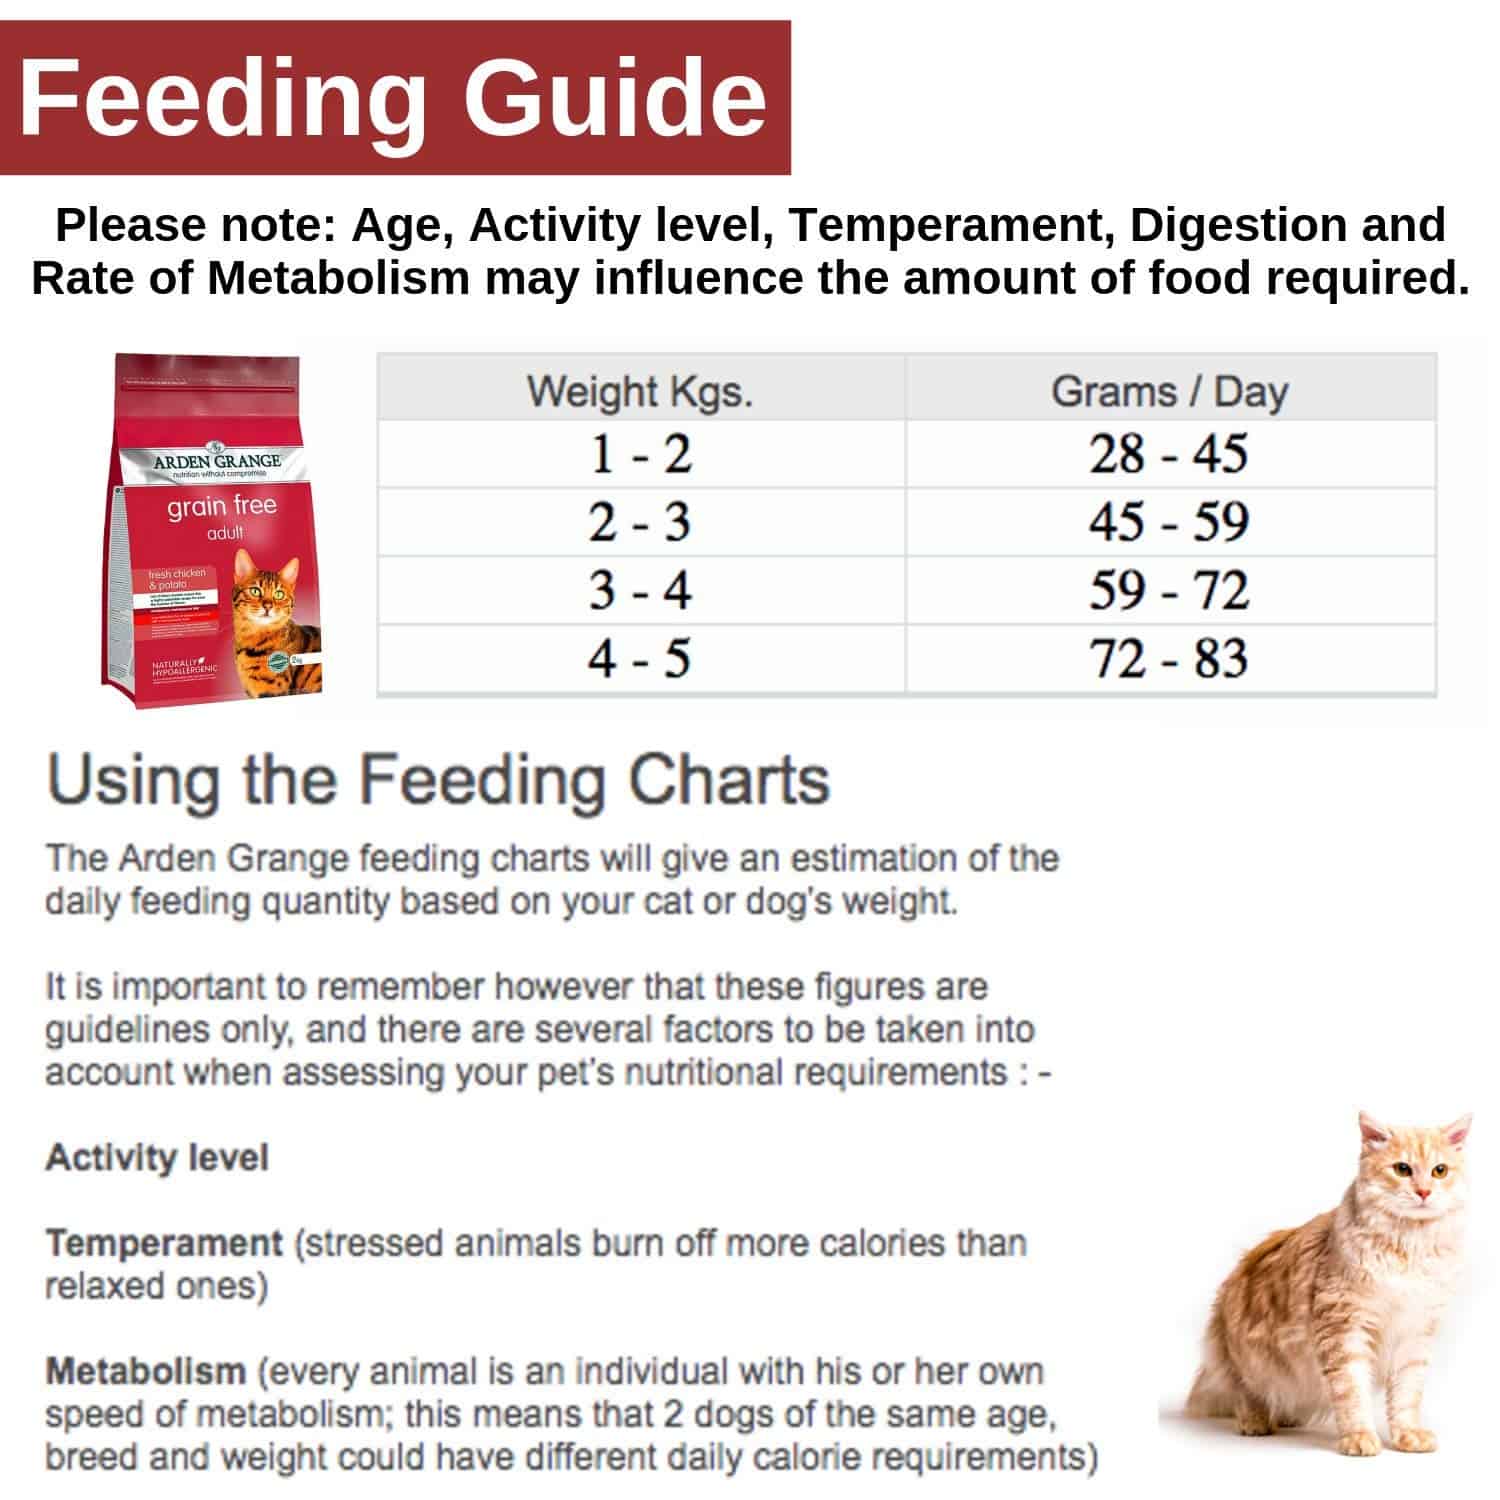 Feeding Guide
Please note: Age, Activity level, Temperament, Digestion and
Rate of Metabolism may influence the amount of food required.
ARDEN GRANGE
nutrition without compromise
grain free
adult
fresh chicken
& potato
NATURALLY
HYPOALLERGENIC
2kg
Weight Kgs. Grams / Day
1 - 2 28 - 45
2 - 3 45 - 59
3 - 4 59 - 72
4 - 5 72 - 83
Using the Feeding Charts
The Arden Grange feeding charts will give an estimation of the
daily feeding quantity based on your cat or dog's weight.
It is important to remember however that these figures are
guidelines only, and there are several factors to be taken into
account when assessing your pet's nutritional requirements : -
Activity level
Temperament (stressed animals burn off more calories than
relaxed ones)
Metabolism (every animal is an individual with his or her own
speed of metabolism; this means that 2 dogs of the same age,
breed and weight could have different daily calorie requirements)